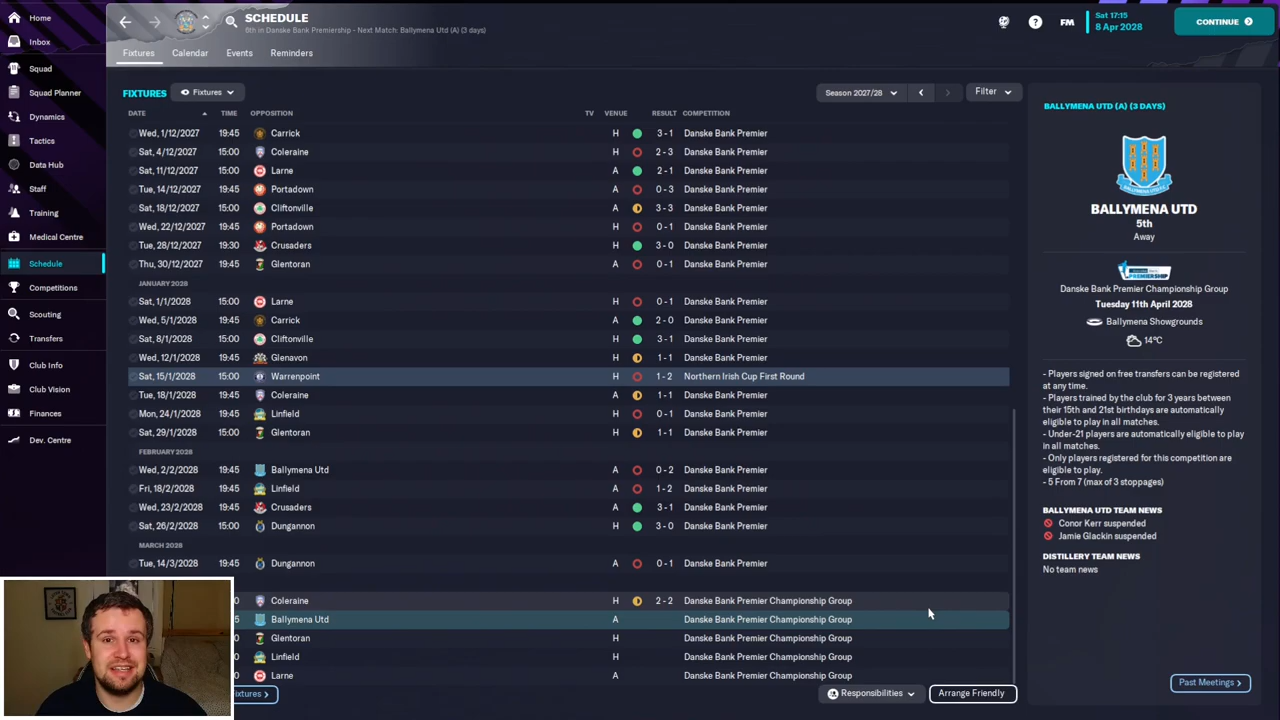 Home
Inbox
Squad
Squad Planner
Dynamics
Tactics
Data Hub
Staff
Training
Medical Centre
Schedule
Competitions
Scouting
Transfers
Club Info
Club Vision
Finances
Dev. Centre
SCHEDULE
6th in Danske Bank Premiership - Next Match: Ballymena Utd (A) (3 days)
FM
Sat 17:15
8 Apr 2028
CONTINUE
Fixtures Calendar Events Reminders
FIXTURES Fixtures Season 2027/28 Filter
DATE TIME OPPOSITION TV VENUE RESULT COMPETITION
Wed, 1/12/2027 19:45 Carrick H 3 - 1 Danske Bank Premier
Sat, 4/12/2027 15:00 Coleraine H 2 - 3 Danske Bank Premier
Sat, 11/12/2027 15:00 Larne A 2 - 1 Danske Bank Premier
Tue, 14/12/2027 19:45 Portadown A 0 - 3 Danske Bank Premier
Sat, 18/12/2027 15:00 Cliftonville A 3 - 3 Danske Bank Premier
Wed, 22/12/2027 19:45 Portadown H 0 - 1 Danske Bank Premier
Tue, 28/12/2027 19:30 Crusaders H 3 - 0 Danske Bank Premier
Thu, 30/12/2027 19:45 Glentoran A 0 - 1 Danske Bank Premier
JANUARY 2028
Sat, 1/1/2028 15:00 Larne H 0 - 1 Danske Bank Premier
Wed, 5/1/2028 19:45 Carrick A 2 - 0 Danske Bank Premier
Sat, 8/1/2028 15:00 Cliftonville H 3 - 1 Danske Bank Premier
Wed, 12/1/2028 19:45 Glenavon H 1 - 1 Danske Bank Premier
Sat, 15/1/2028 15:00 Warrenpoint H 1 - 2 Northern Irish Cup First Round
Tue, 18/1/2028 19:45 Coleraine A 1 - 1 Danske Bank Premier
Mon, 24/1/2028 19:45 Linfield H 0 - 1 Danske Bank Premier
Sat, 29/1/2028 15:00 Glentoran H 1 - 1 Danske Bank Premier
FEBRUARY 2028
Wed, 2/2/2028 19:45 Ballymena Utd A 0 - 2 Danske Bank Premier
Fri, 18/2/2028 19:45 Linfield A 1 - 2 Danske Bank Premier
Wed, 23/2/2028 19:45 Crusaders A 3 - 1 Danske Bank Premier
Sat, 26/2/2028 15:00 Dungannon H 3 - 0 Danske Bank Premier
MARCH 2028
Tue, 14/3/2028 19:45 Dungannon A 0 - 1 Danske Bank Premier
0 Coleraine H 2 - 2 Danske Bank Premier Championship Group
5 Ballymena Utd A Danske Bank Premier Championship Group
0 Glentoran H Danske Bank Premier Championship Group
0 Linfield H Danske Bank Premier Championship Group
0 Larne A Danske Bank Premier Championship Group
ixtures Responsibilities Arrange Friendly
BALLYMENA UTD (A) (3 DAYS)
BALLYMENA UTD
5th
Away
PREMIERSHIP
Danske Bank Premier Championship Group
Tuesday 11th April 2028
Ballymena Showgrounds
14°C
- Players signed on free transfers can be registered
at any time.
- Players trained by the club for 3 years between
their 15th and 21st birthdays are automatically
eligible to play in all matches.
- Under-21 players are automatically eligible to play
in all matches.
- Only players registered for this competition are
eligible to play.
- 5 From 7 (max of 3 stoppages)
BALLYMENA UTD TEAM NEWS
Conor Kerr suspended
Jamie Glackin suspended
DISTILLERY TEAM NEWS
No team news
Past Meetings